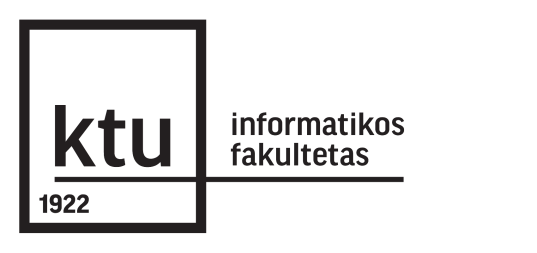 ktu
1922
informatikos
fakultetas